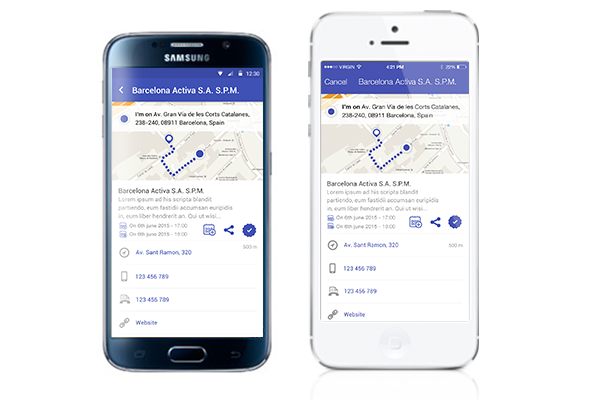 SAMSUNG
12:30
Barcelona Activa S.A. S.P.M.
I'm on Av. Gran Vía de les Corts Catalanes,
238-240, 08911 Barcelona, Spain
Barcelona Activa S.A. S.P.M.
Lorem ipsum ad his scripta blandit
partiendo, eum fastidii accumsan euripidis
in, eum liber hendrerit an. Qui ut wisi...
On 6th june 2015 - 17:00
On 6th june 2015 - 19:00
Av. Sant Ramon, 320
500 m
123 456 789
123 456 789
Website
VIRGIN
4:21 PM
22%
Cancel
Barcelona Activa S.A. S.P.M.
I'm on Av. Gran Vía de les Corts Catalanes,
238-240, 08911 Barcelona, Spain
Barcelona Activa S.A. S.P.M.
Lorem ipsum ad his scripta blandit
partiendo, eum fastidii accumsan euripidis
in, eum liber hendrerit an. Qui ut wisi...
On 6th june 2015 - 17:00
On 6th june 2015 - 19:00
Av. Sant Ramon, 320
500 m
123 456 789
123 456 789
Website